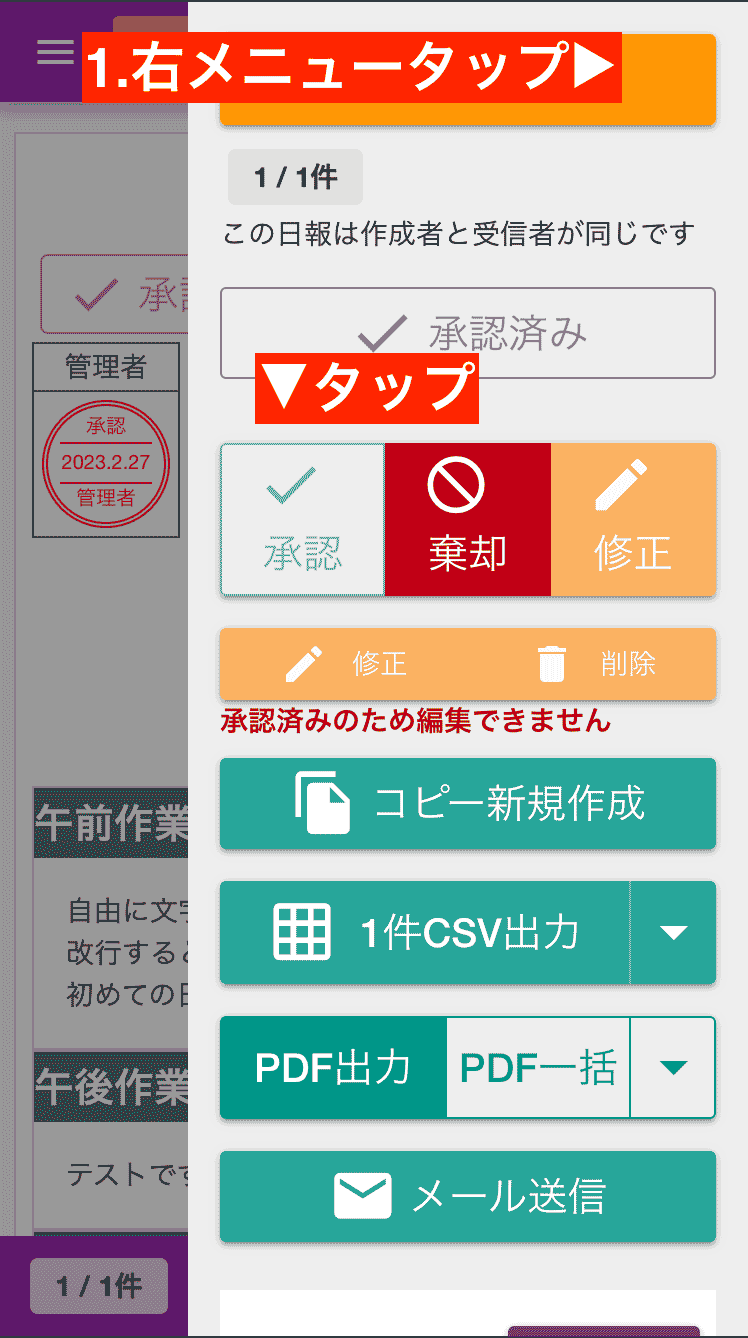 1.右メニュータップ▶
1 / 1件
この日報は作成者と受信者が同じです
承認済み
▼タップ
承認
棄却
修正
修正
削除
承認済みのため編集できません
コピー新規作成
1件CSV出力
PDF出力
PDF一括
メール送信
承
管理者
承認
2023.2.27
管理者
午前作業
自由に文字
改行すると
初めての日
午後作業
テストです
1 / 1件